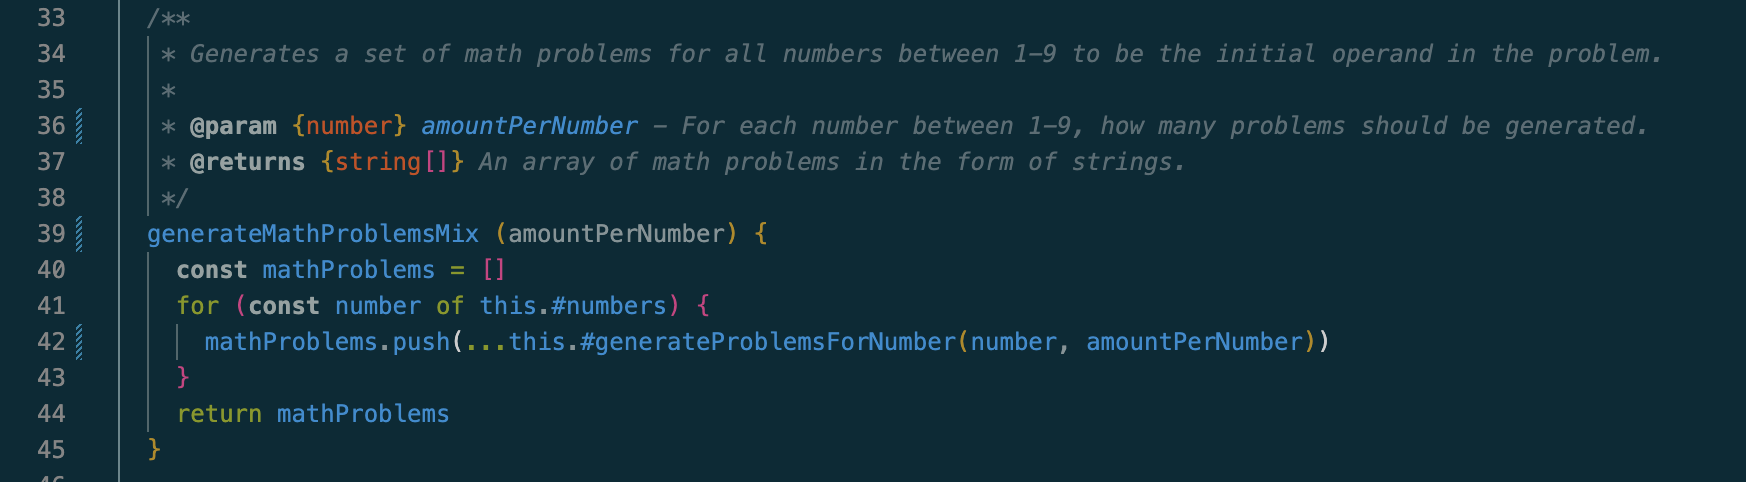 33 /**
34 * Generates a set of math problems for all numbers between 1-9 to be the initial operand in the problem.
35 *
36 * @param {number} amountPerNumber - For each number between 1-9, how many problems should be generated.
37 * @returns {string[]} An array of math problems in the form of strings.
38 */
39 generateMathProblemsMix (amountPerNumber) {
40 const mathProblems = []
41 for (const number of this.#numbers) {
42 mathProblems.push(...this.#generateProblemsForNumber(number, amountPerNumber))
43 }
44 return mathProblems
45 }